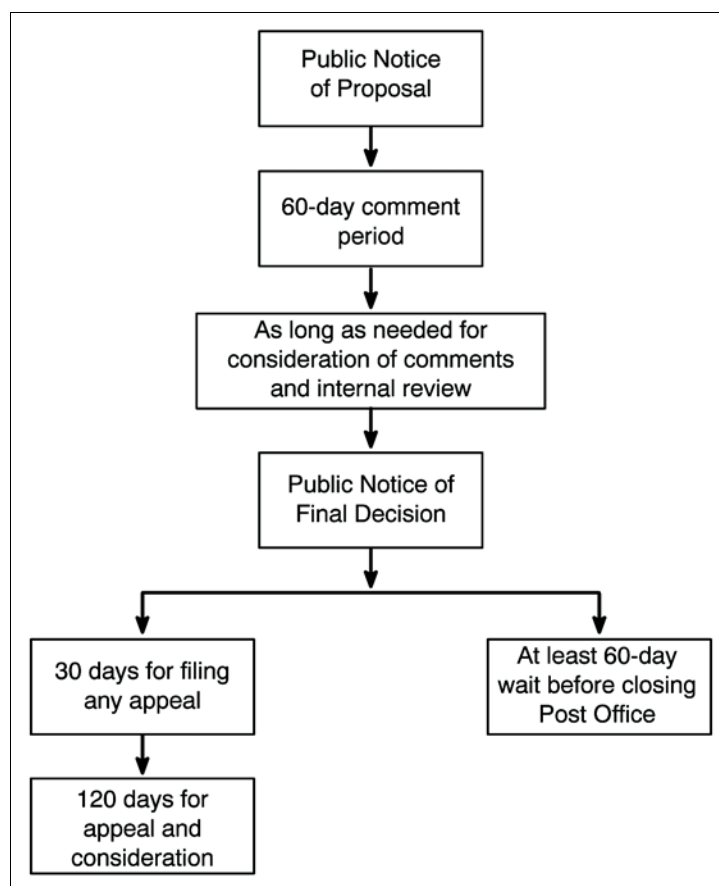 Public Notice
of Proposal
60-day comment
period
As long as needed for
consideration of comments
and internal review
Public Notice of
Final Decision
30 days for filing
any appeal
At least 60-day
wait before closing
Post Office
120 days for
appeal and
consideration